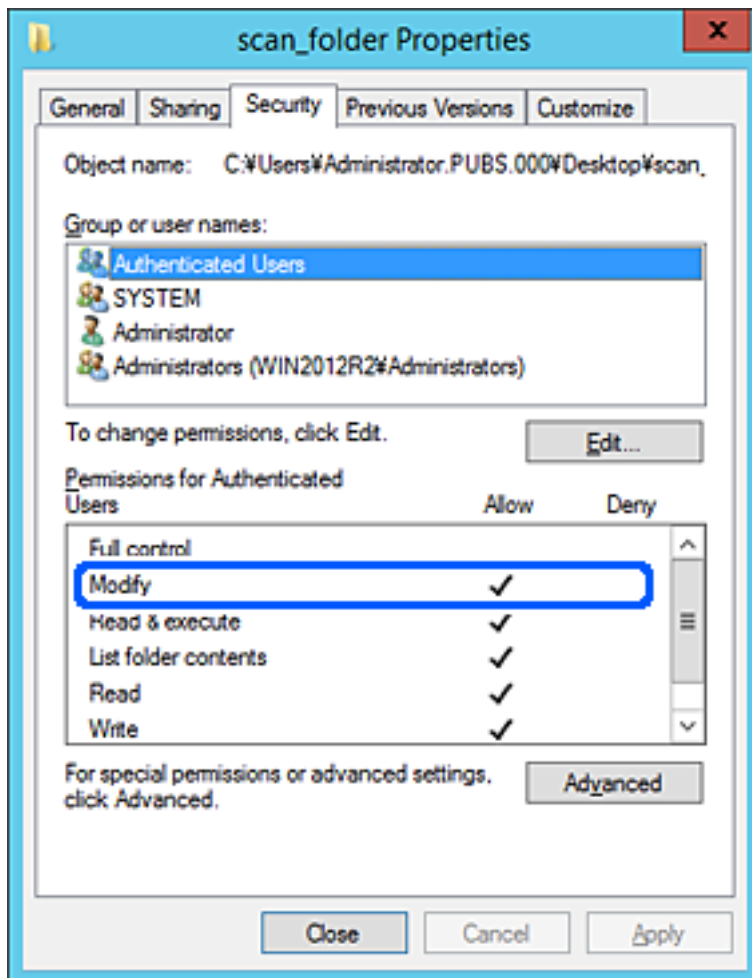 scan_folder Properties
General Sharing Security Previous Versions Customize
Object name: C:¥Users¥Administrator.PUBS.000¥Desktop¥scan_
Group or user names:
Authenticated Users
SYSTEM
Administrator
Administrators (WIN2012R2¥Administrators)
To change permissions, click Edit. Edit...
Permissions for Authenticated
Users Allow Deny
Full control
Modify
Read & execute
List folder contents
Read
Write
For special permissions or advanced settings,
click Advanced. Advanced
Close Cancel Apply